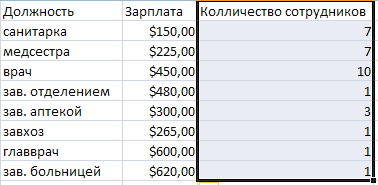 Должность Зарплата Колличество сотрудников
санитарка $150,00 7
медсестра $225,00 7
врач $450,00 10
зав. отделением $480,00 1
зав. аптекой $300,00 3
завхоз $265,00 1
главврач $600,00 1
зав. больницей $620,00 1